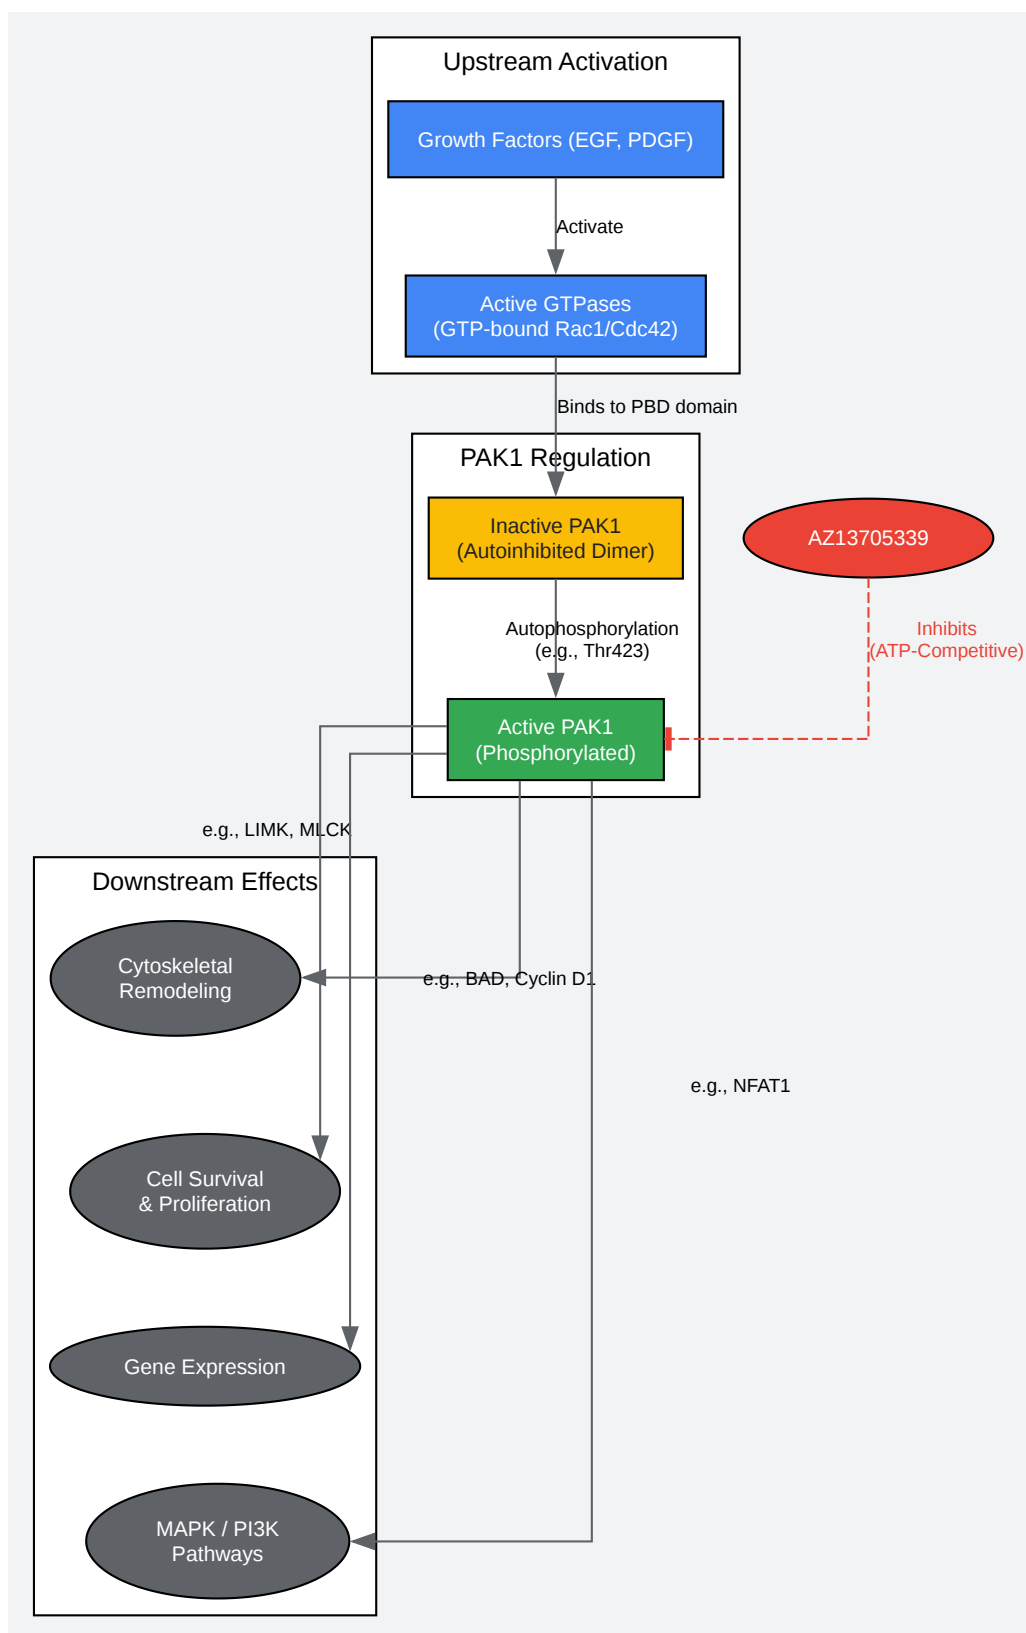 Upstream Activation
Growth Factors (EGF, PDGF)
Activate
Active GTPases
(GTP-bound Rac1/Cdc42)
Binds to PBD domain
PAK1 Regulation
Inactive PAK1
(Autoinhibited Dimer)
AZ13705339
Autophosphorylation
(e.g., Thr423)
Inhibits
(ATP-Competitive)
Active PAK1
(Phosphorylated)
e.g., LIMK, MLCK
Downstream Effects
Cytoskeletal
Remodeling
e.g., BAD, Cyclin D1
e.g., NFAT1
Cell Survival
& Proliferation
Gene Expression
MAPK / PI3K
Pathways